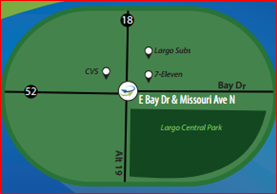 18
Largo Subs
CVS
7-Eleven
Bay Dr
52
E Bay Dr & Missouri Ave N
Largo Central Park
Alt 19